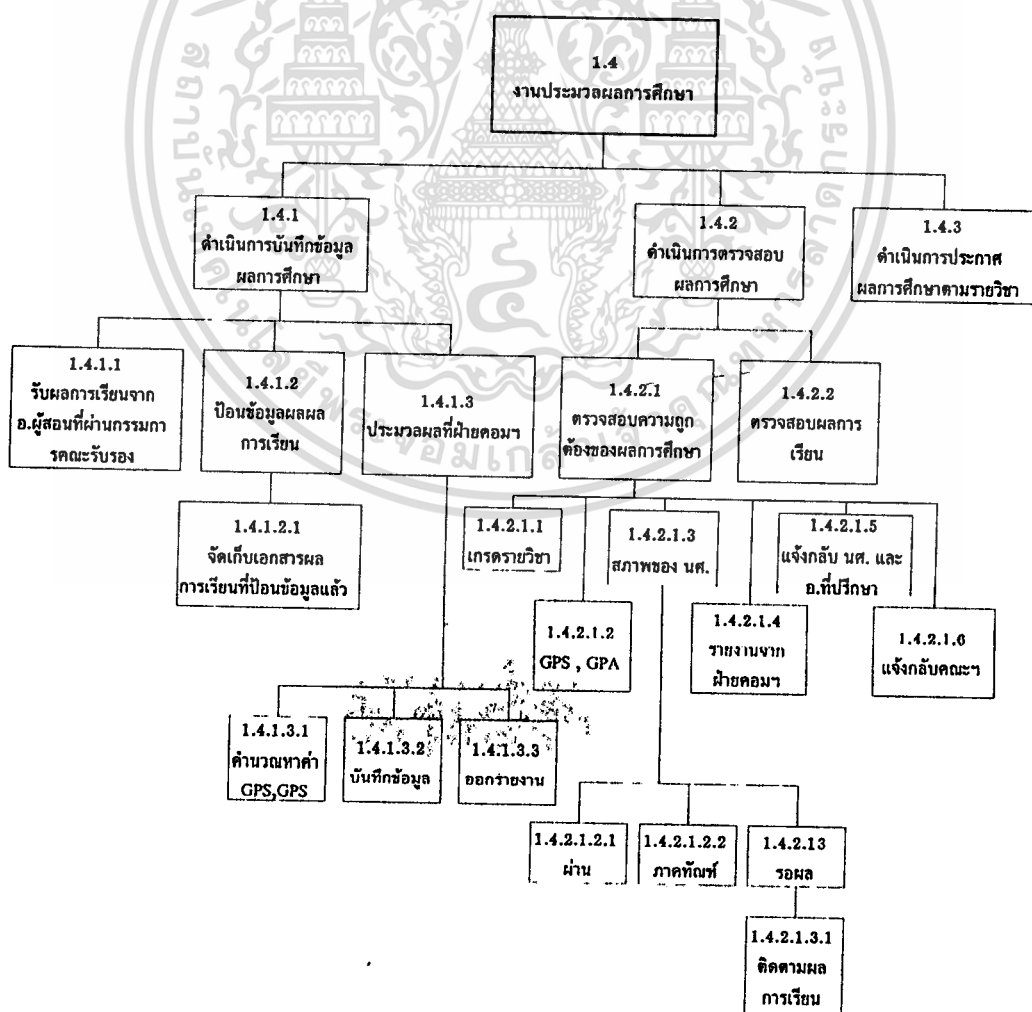 1.4
งานประมวลผลการศึกษา
1.4.1
ดำเนินการบันทึกข้อมูล
ผลการศึกษา
1.4.2
ดำเนินการตรวจสอบ
ผลการศึกษา
1.4.3
ดำเนินการประกาศ
ผลการศึกษาตามรายวิชา
1.4.1.1
รับผลการเรียนจาก
อ.ผู้สอนที่ผ่านกรรมกา
รคณะรับรอง
1.4.1.2
ป้อนข้อมูลผลผล
การเรียน
1.4.1.3
ประมวลผลที่ฝ่ายคอมฯ
1.4.2.1
ตรวจสอบความถูก
ต้องของผลการศึกษา
1.4.2.2
ตรวจสอบผลการ
เรียน
1.4.1.2.1
จัดเก็บเอกสารผล
การเรียนที่ป้อนข้อมูลแล้ว
1.4.2.1.1
เกรดรายวิชา
1.4.2.1.3
สภาพของ นศ.
1.4.2.1.5
แจ้งกลับ นศ. และ
อ.ที่ปรึกษา
1.4.2.1.2
GPS , GPA
1.4.2.1.4
รายงานจาก
ฝ่ายคอมฯ
1.4.2.1.6
แจ้งกลับคณะฯ
1.4.1.3.1
คำนวณหาค่า
GPS,GPS
1.4.1.3.2
บันทึกข้อมูล
1.4.1.3.3
ออกรายงาน
1.4.2.1.2.1
ผ่าน
1.4.2.1.2.2
ภาคทัณฑ์
1.4.2.13
รอผล
1.4.2.1.3.1
ติดตามผล
การเรียน